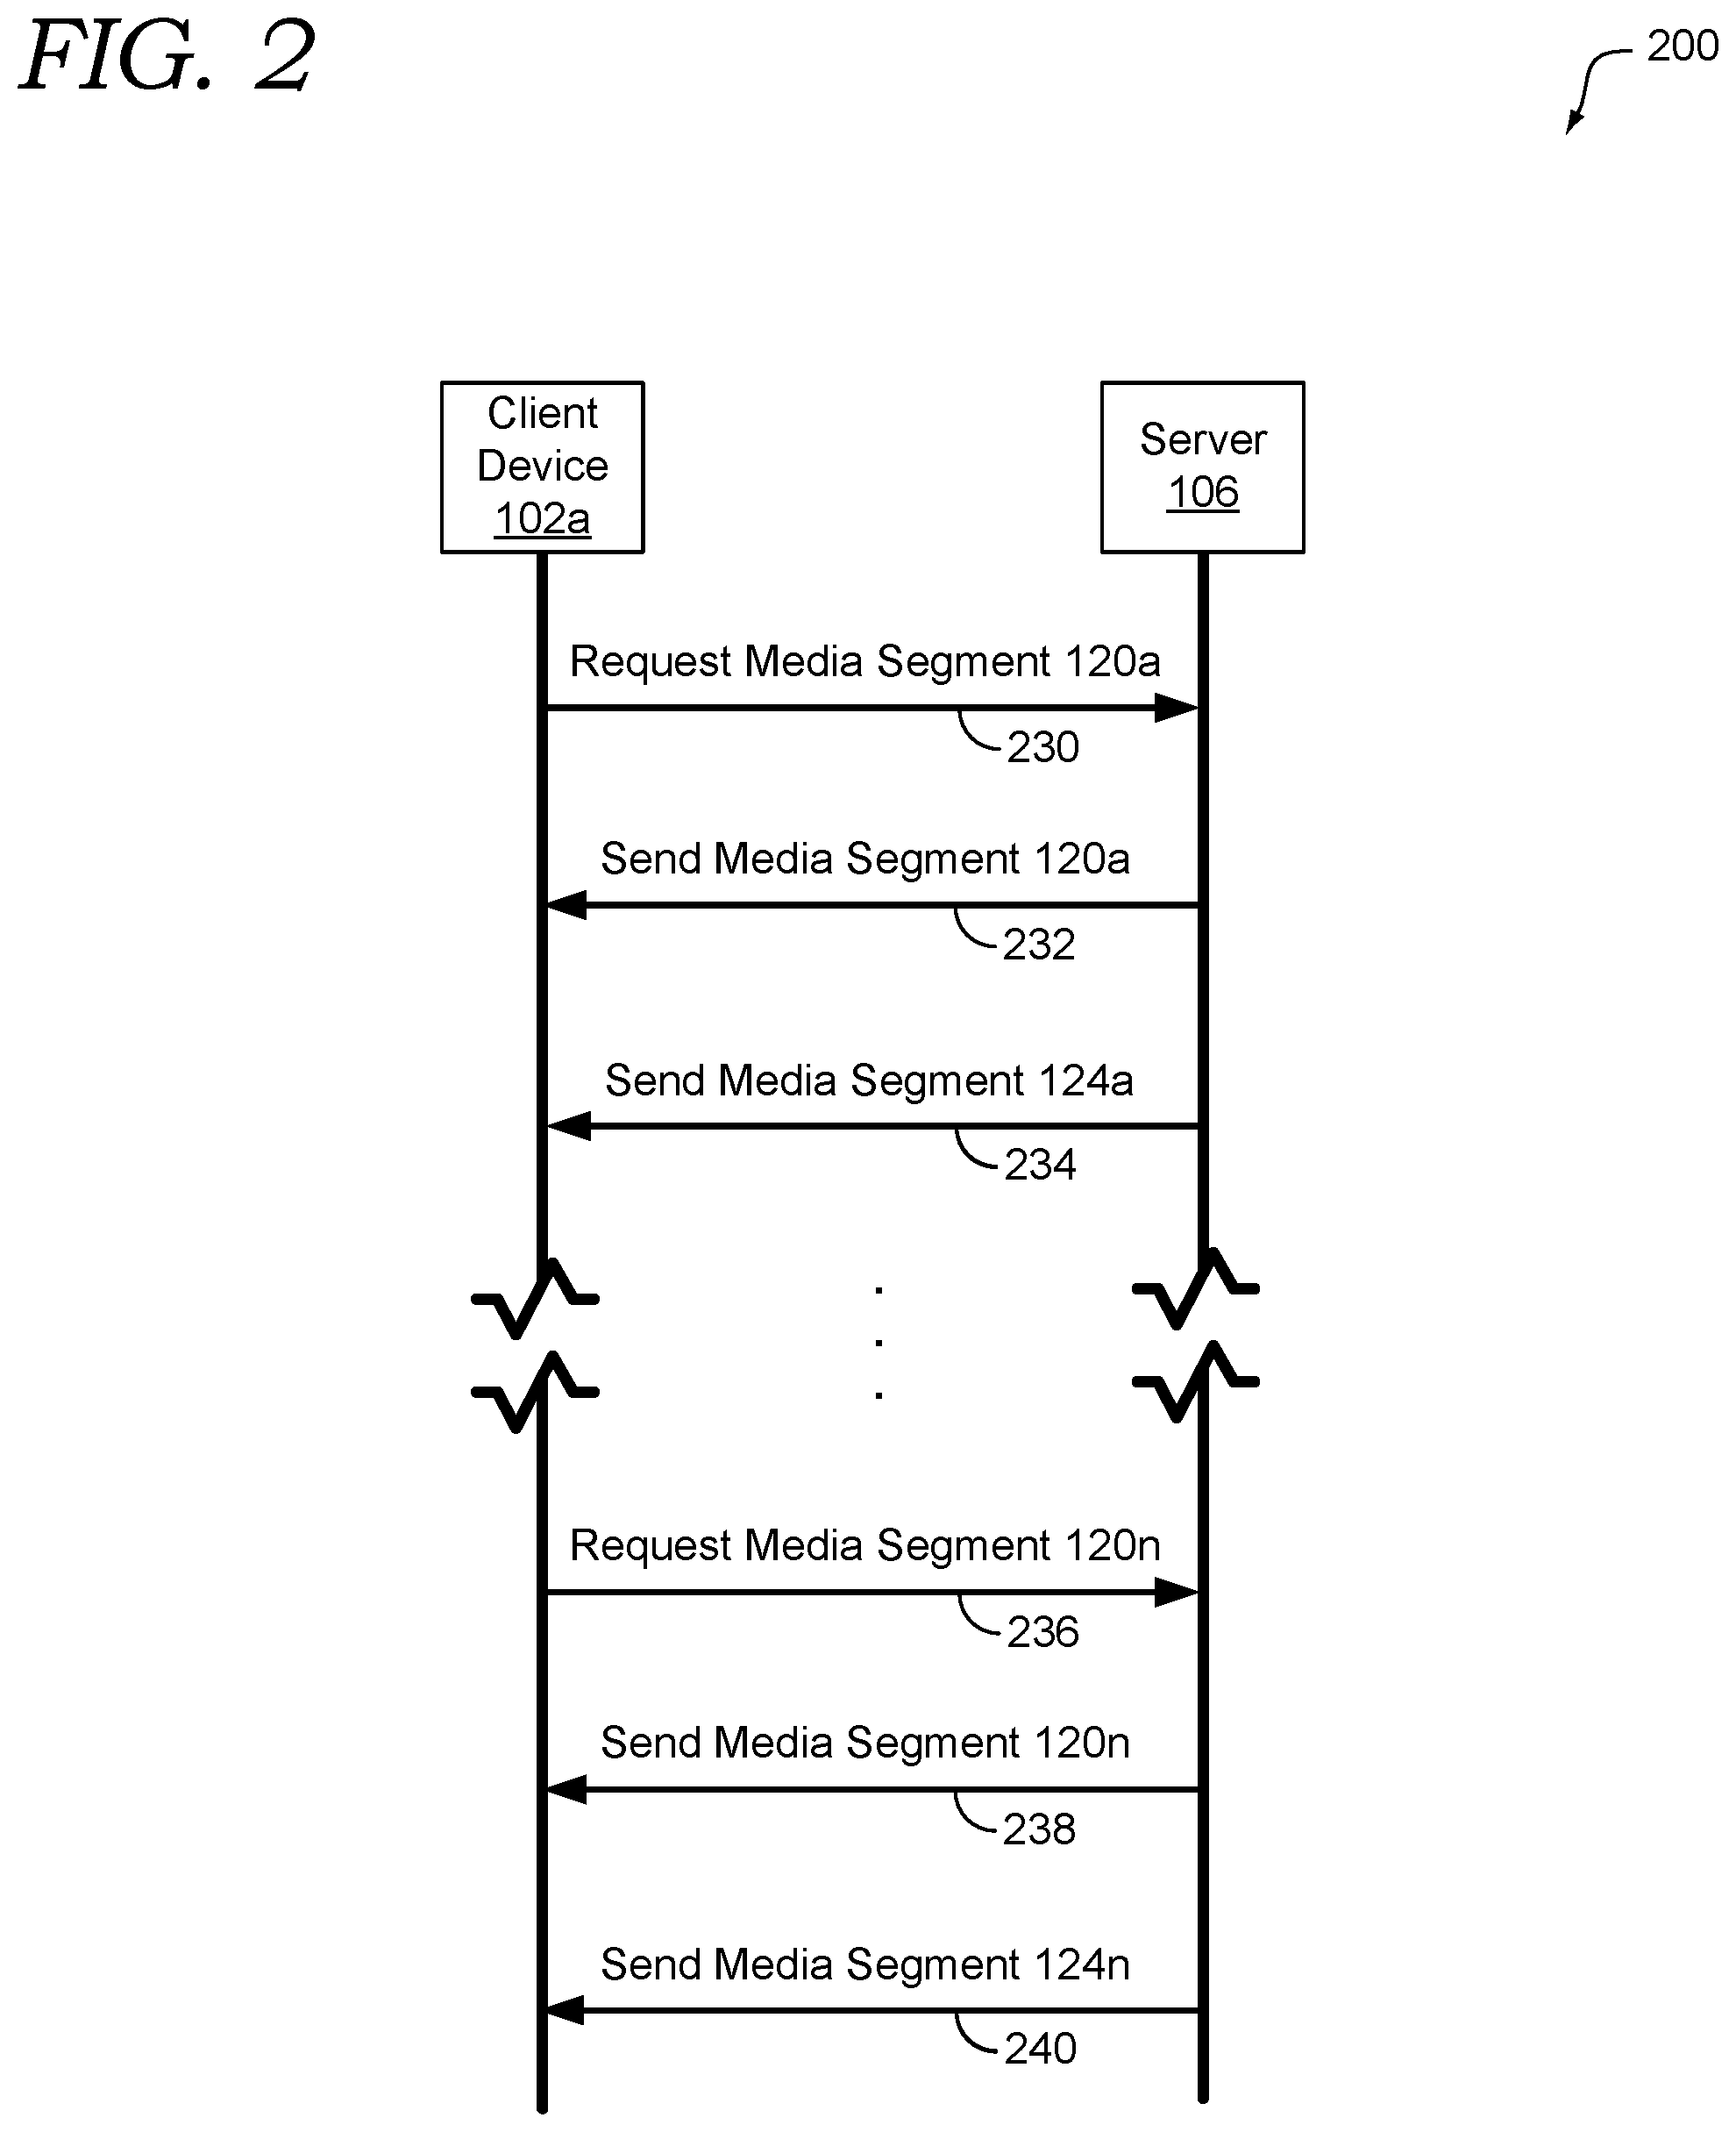 FIG. 2
200
Client
Device
102a
Server
106
Request Media Segment 120a
230
Send Media Segment 120a
232
Send Media Segment 124a
234
.
.
.
Request Media Segment 120n
236
Send Media Segment 120n
238
Send Media Segment 124n
240